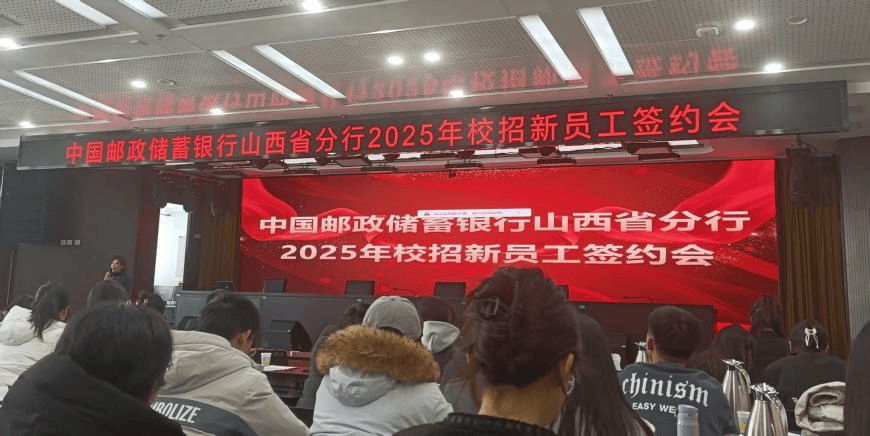 中国邮政储蓄银行山西省分行2025年校招新员工签约会
中国邮政储蓄银行山西省分行
2025年校招新员工签约会
BOLIZE
chinism
EASY WE